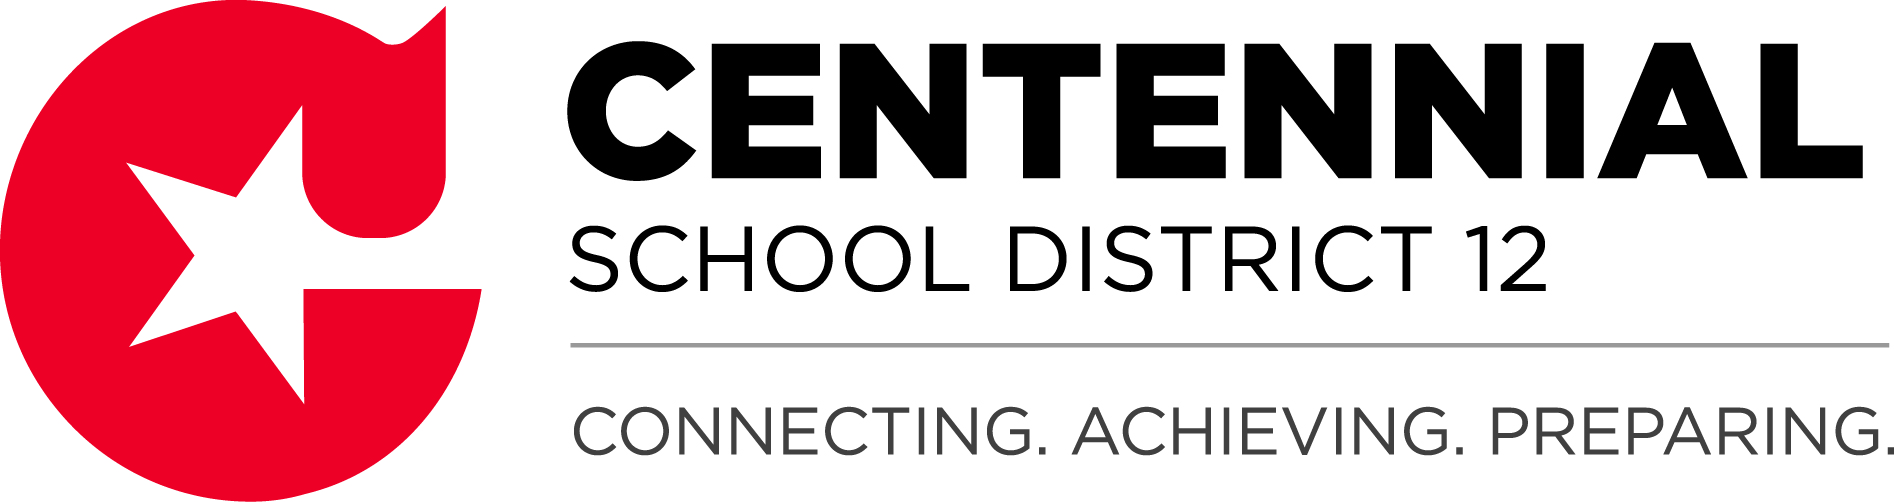 CENTENNIAL
SCHOOL DISTRICT 12
CONNECTING. ACHIEVING. PREPARING.